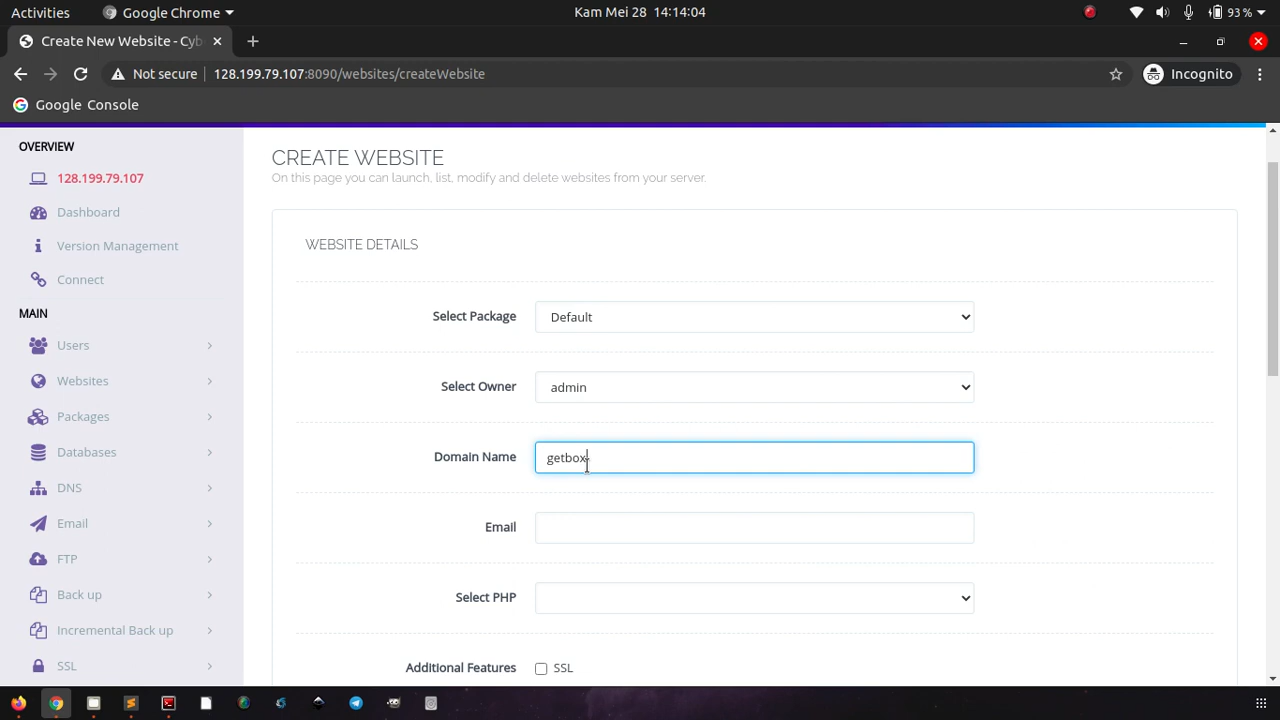 Activities
Google Chrome
Kam Mei 28 14:14:04
93 %
Create New Website - Cyb
Not secure
128.199.79.107:8090/websites/createWebsite
Incognito
Google Console
OVERVIEW
128.199.79.107
Dashboard
Version Management
Connect
MAIN
Users
Websites
Packages
Databases
DNS
Email
FTP
Back up
Incremental Back up
SSL
CREATE WEBSITE
On this page you can launch, list, modify and delete websites from your server.
WEBSITE DETAILS
Select Package
Default
Select Owner
admin
Domain Name
getbox
Email
Select PHP
Additional Features
SSL